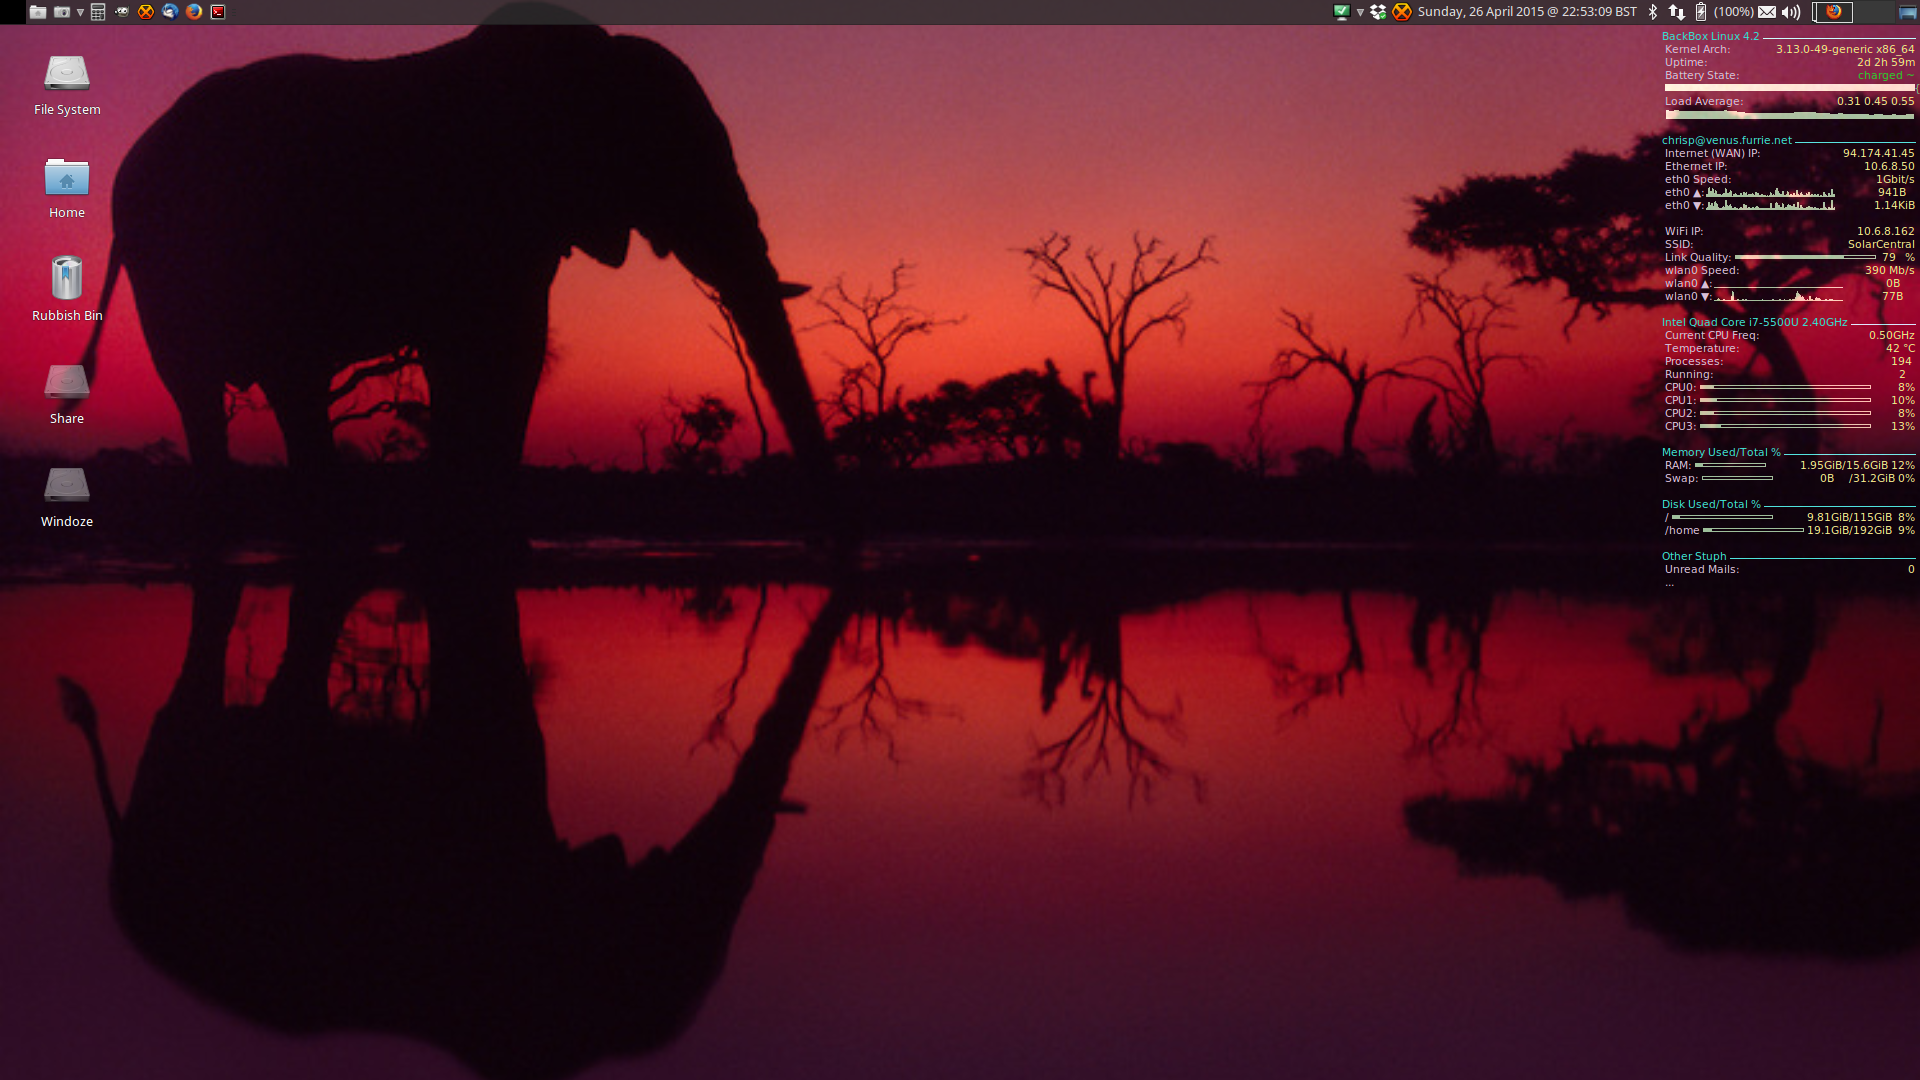 Sunday, 26 April 2015 @ 22:53:09 BST
(100%)
File System
Home
Rubbish Bin
Share
Windoze
BackBox Linux 4.2
Kernel Arch: 3.13.0-49-generic x86_64
Uptime: 2d 2h 59m
Battery State: charged ~
Load Average: 0.31 0.45 0.55
chrisp@venus.furrie.net
Internet (WAN) IP: 94.174.41.45
Ethernet IP: 10.6.8.50
eth0 Speed: 1Gbit/s
eth0 ▲: 941B
eth0 ▼: 1.14KiB
WiFi IP: 10.6.8.162
SSID: SolarCentral
Link Quality: 79 %
wlan0 Speed: 390 Mb/s
wlan0 ▲: 0B
wlan0 ▼: 77B
Intel Quad Core i7-5500U 2.40GHz
Current CPU Freq: 0.50GHz
Temperature: 42 °C
Processes: 194
Running: 2
CPU0: 8%
CPU1: 10%
CPU2: 8%
CPU3: 13%
Memory Used/Total %
RAM: 1.95GiB/15.6GiB 12%
Swap: 0B /31.2GiB 0%
Disk Used/Total %
/ 9.81GiB/115GiB 8%
/home 19.1GiB/192GiB 9%
Other Stuph
Unread Mails: 0
...